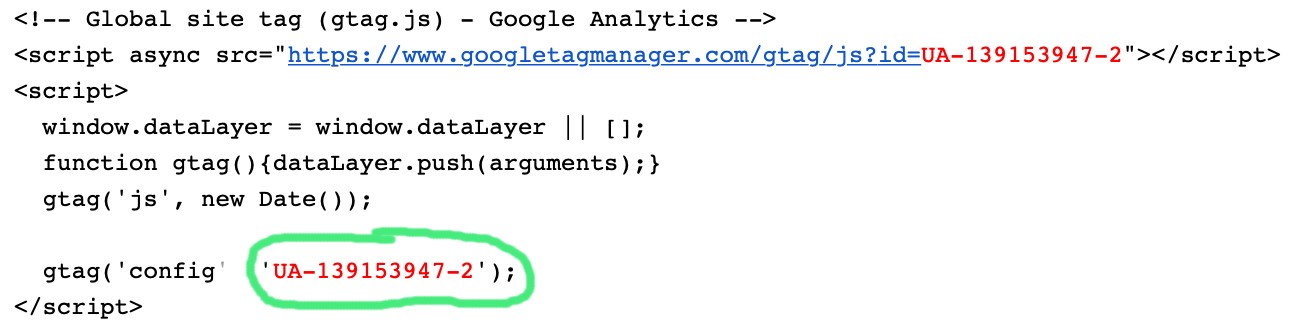 <!-- Global site tag (gtag.js) - Google Analytics -->
<script async src="https://www.googletagmanager.com/gtag/js?id=UA-139153947-2"></script>
<script>
window.dataLayer = window.dataLayer || [];
function gtag(){dataLayer.push(arguments);}
gtag('js', new Date());
gtag('config' 'UA-139153947-2');
</script>